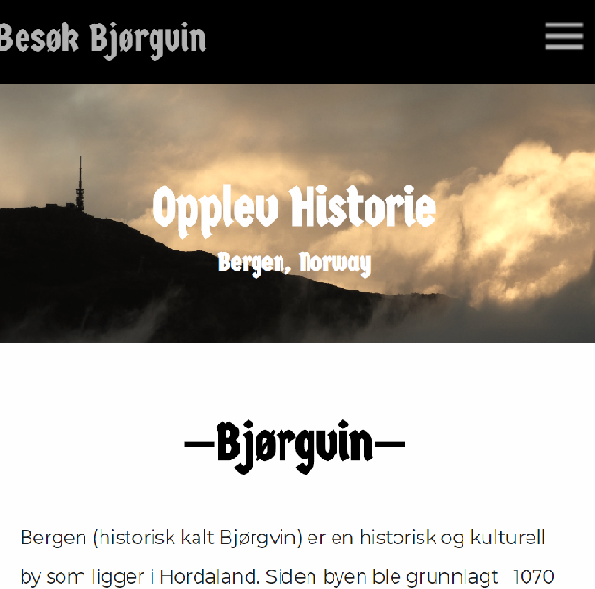 Besøk Bjørgvin
Opplev Historie
Bergen, Norway
—Bjørgvin—
Bergen (historisk kalt Bjørgvin) er en historisk og kulturell
by som ligger i Hordaland. Siden byen ble grunnlagt 1070